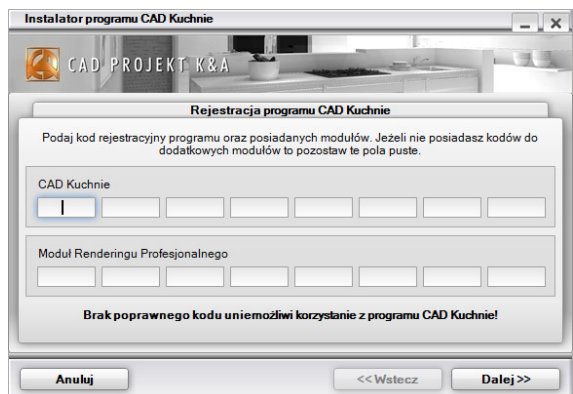 Instalator programu CAD Kuchnie
CAD PROJEKT K&A
Rejestracja programu CAD Kuchnie
Podaj kod rejestracyjny programu oraz posiadanych modułów. Jeżeli nie posiadasz kodów do
dodatkowych modułów to pozostaw te pola puste.
CAD Kuchnie
Moduł Renderingu Profesjonalnego
Brak poprawnego kodu uniemożliwi korzystanie z programu CAD Kuchnie!
Anuluj
<< Wstecz
Dalej >>